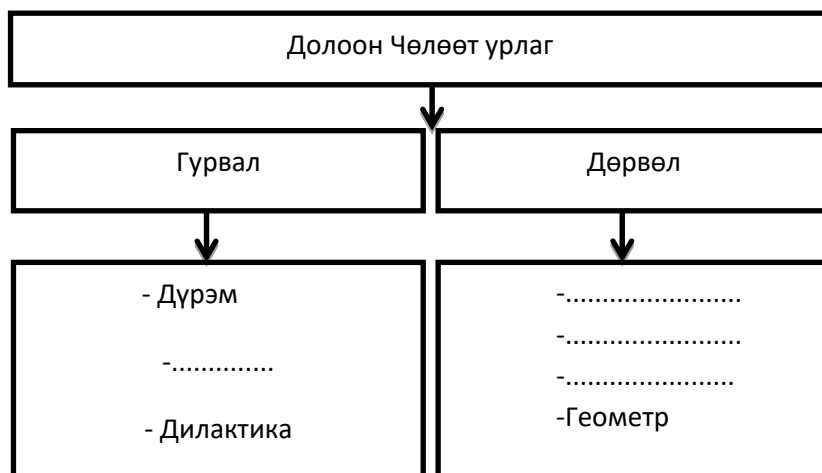 Долоон Чөлөөт урлаг
Гурвал
Дөрвөл
- Дүрэм
-..............
- Дилактика
-........................
-........................
-.......................
-Геометр